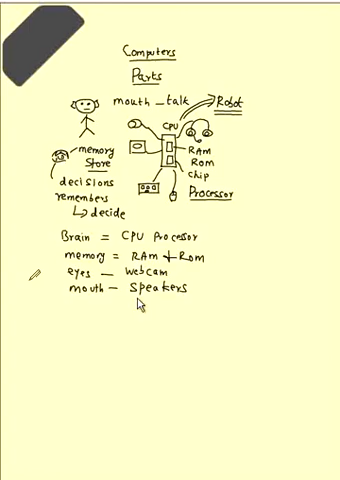 Computers
Parts
mouth - talk
Robot
CPU
memory
Store
RAM
Rom
chip
decisions
remembers
↳ decide
Processor
Brain = CPU Processor
memory = RAM + Rom
eyes - webcam
mouth - speakers